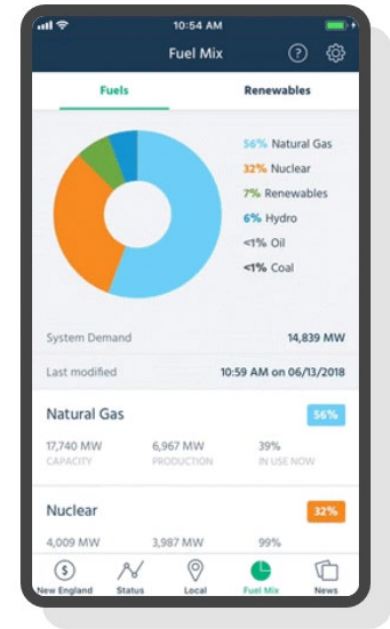 10:54 AM
Fuel Mix ?
Fuels Renewables
56% Natural Gas
32% Nuclear
7% Renewables
6% Hydro
<1% Oil
<1% Coal
System Demand 14,839 MW
Last modified 10:59 AM on 06/13/2018
Natural Gas 56%
17,740 MW 6,967 MW 39%
CAPACITY PRODUCTION IN USE NOW
Nuclear 32%
4,009 MW 3,987 MW 99%
$
New England Status Local Fuel Mix News